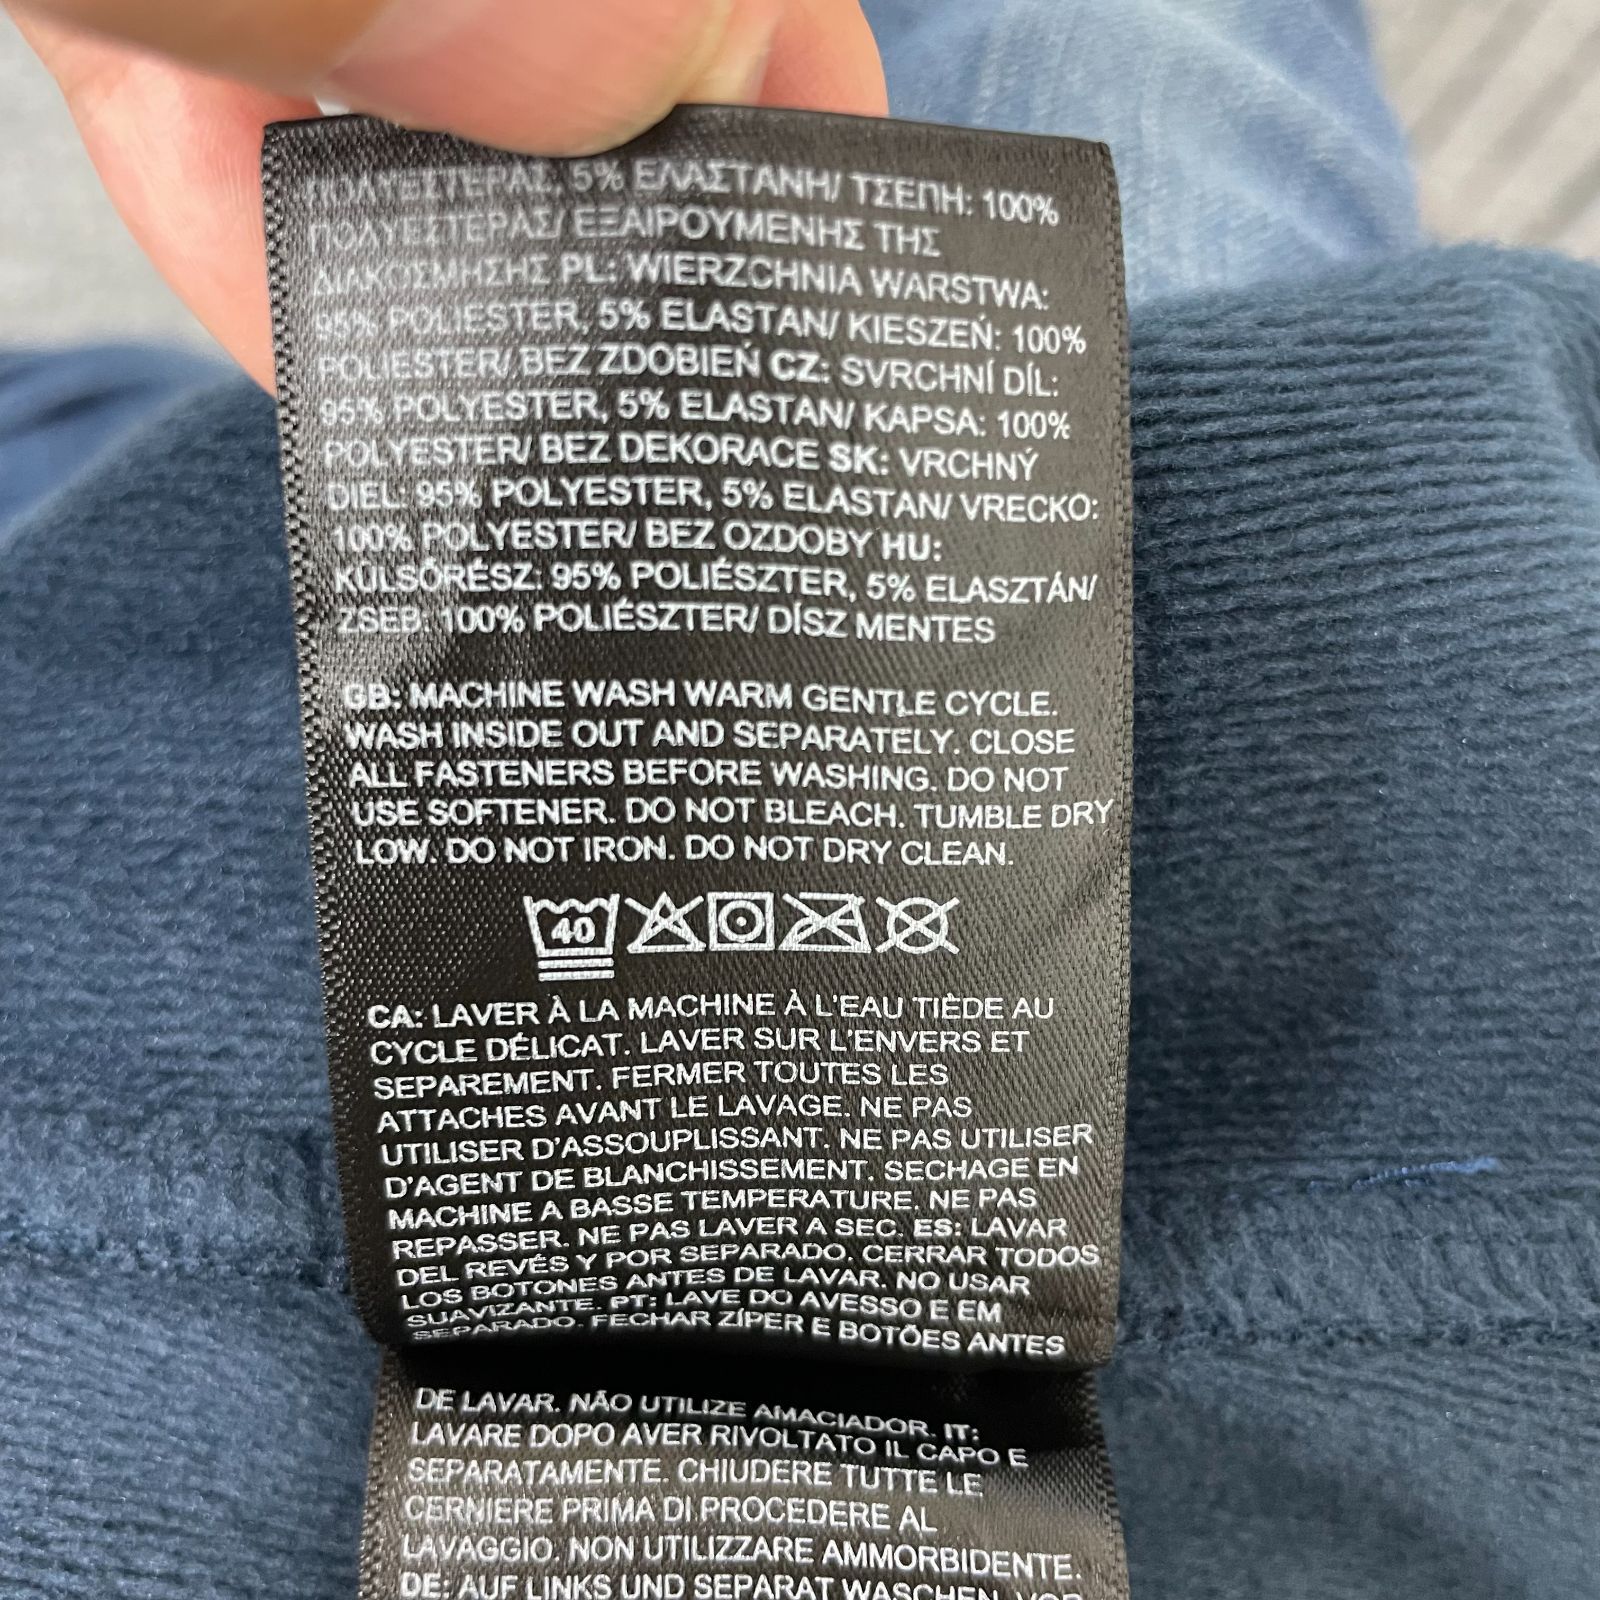 ΠΟΛΥΕΣΤΕΡΑΣ, 5% ΕΛΑΣΤΑΝΗ/ ΤΣΕΠΗ: 100%
ΠΟΛΥΕΣΤΕΡΑΣ/ ΕΞΑΙΡΟΥΜΕΝΗΣ ΤΗΣ
ΔΙΑΚΟΣΜΗΣΗΣ PL: WIERZCHNIA WARSTWA:
95% POLIESTER, 5% ELASTAN/ KIESZEŃ: 100%
POLIESTER/ BEZ ZDOBIEŃ CZ: SVRCHNÍ DÍL:
95% POLYESTER, 5% ELASTAN/ KAPSA: 100%
POLYESTER/ BEZ DEKORACE SK: VRCHNÝ
DIEL: 95% POLYESTER, 5% ELASTAN/ VRECKO:
100% POLYESTER/ BEZ OZDOBY HU:
KÜLSŐRÉSZ: 95% POLIÉSZTER, 5% ELASZTÁN/
ZSEB: 100% POLIÉSZTER/ DÍSZ MENTES
GB: MACHINE WASH WARM GENTLE CYCLE.
WASH INSIDE OUT AND SEPARATELY. CLOSE
ALL FASTENERS BEFORE WASHING. DO NOT
USE SOFTENER. DO NOT BLEACH. TUMBLE DRY
LOW. DO NOT IRON. DO NOT DRY CLEAN.
40
CA: LAVER À LA MACHINE À L'EAU TIÈDE AU
CYCLE DÉLICAT. LAVER SUR L'ENVERS ET
SEPAREMENT. FERMER TOUTES LES
ATTACHES AVANT LE LAVAGE. NE PAS
UTILISER D'ASSOUPLISSANT. NE PAS UTILISER
D'AGENT DE BLANCHISSEMENT. SECHAGE EN
MACHINE A BASSE TEMPERATURE. NE PAS
REPASSER. NE PAS LAVER A SEC. ES: LAVAR
DEL REVÉS Y POR SEPARADO. CERRAR TODOS
LOS BOTONES ANTES DE LAVAR. NO USAR
SUAVIZANTE. PT: LAVE DO AVESSO E EM
SEPARADO. FECHAR ZÍPER E BOTÕES ANTES
DE LAVAR. NÃO UTILIZE AMACIADOR. IT:
LAVARE DOPO AVER RIVOLTATO IL CAPO E
SEPARATAMENTE. CHIUDERE TUTTE LE
CERNIERE PRIMA DI PROCEDERE AL
LAVAGGIO. NON UTILIZZARE AMMORBIDENTE.
DE: AUF LINKS UND SEPARAT WASCHEN. VOR